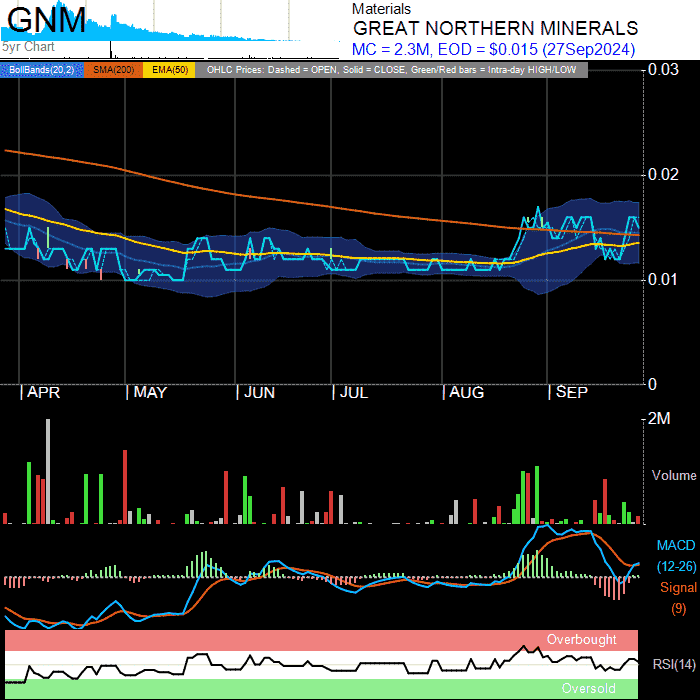 GNM
5yr Chart
Materials
GREAT NORTHERN MINERALS
MC = 2.3M, EOD = $0.015 (27Sep2024)
BollBands(20,2) SMA(200) EMA(50) OHLC Prices: Dashed = OPEN, Solid = CLOSE, Green/Red bars = Intra-day HIGH/LOW
0.03
0.02
0.01
0
| APR | MAY | JUN | JUL | AUG | SEP
2M
Volume
MACD
(12-26)
Signal
(9)
Overbought
RSI(14)
Oversold